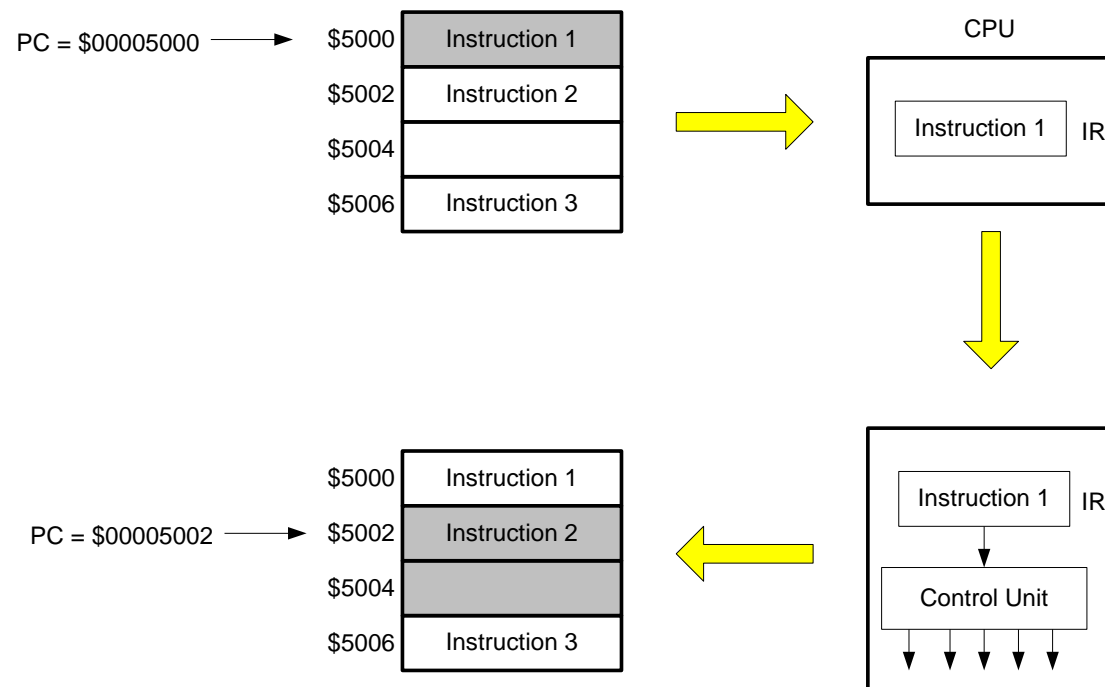 CPU
PC = $00005000
$5000
Instruction 1
$5002
Instruction 2
$5004
$5006
Instruction 3
Instruction 1
IR
$5000
Instruction 1
PC = $00005002
$5002
Instruction 2
$5004
$5006
Instruction 3
Instruction 1
IR
Control Unit